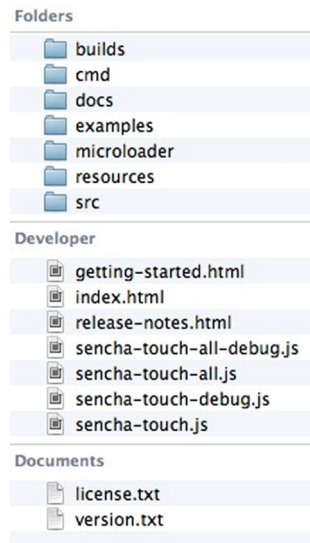 Folders
builds
cmd
docs
examples
microloader
resources
src
Developer
getting-started.html
index.html
release-notes.html
sencha-touch-all-debug.js
sencha-touch-all.js
sencha-touch-debug.js
sencha-touch.js
Documents
license.txt
version.txt